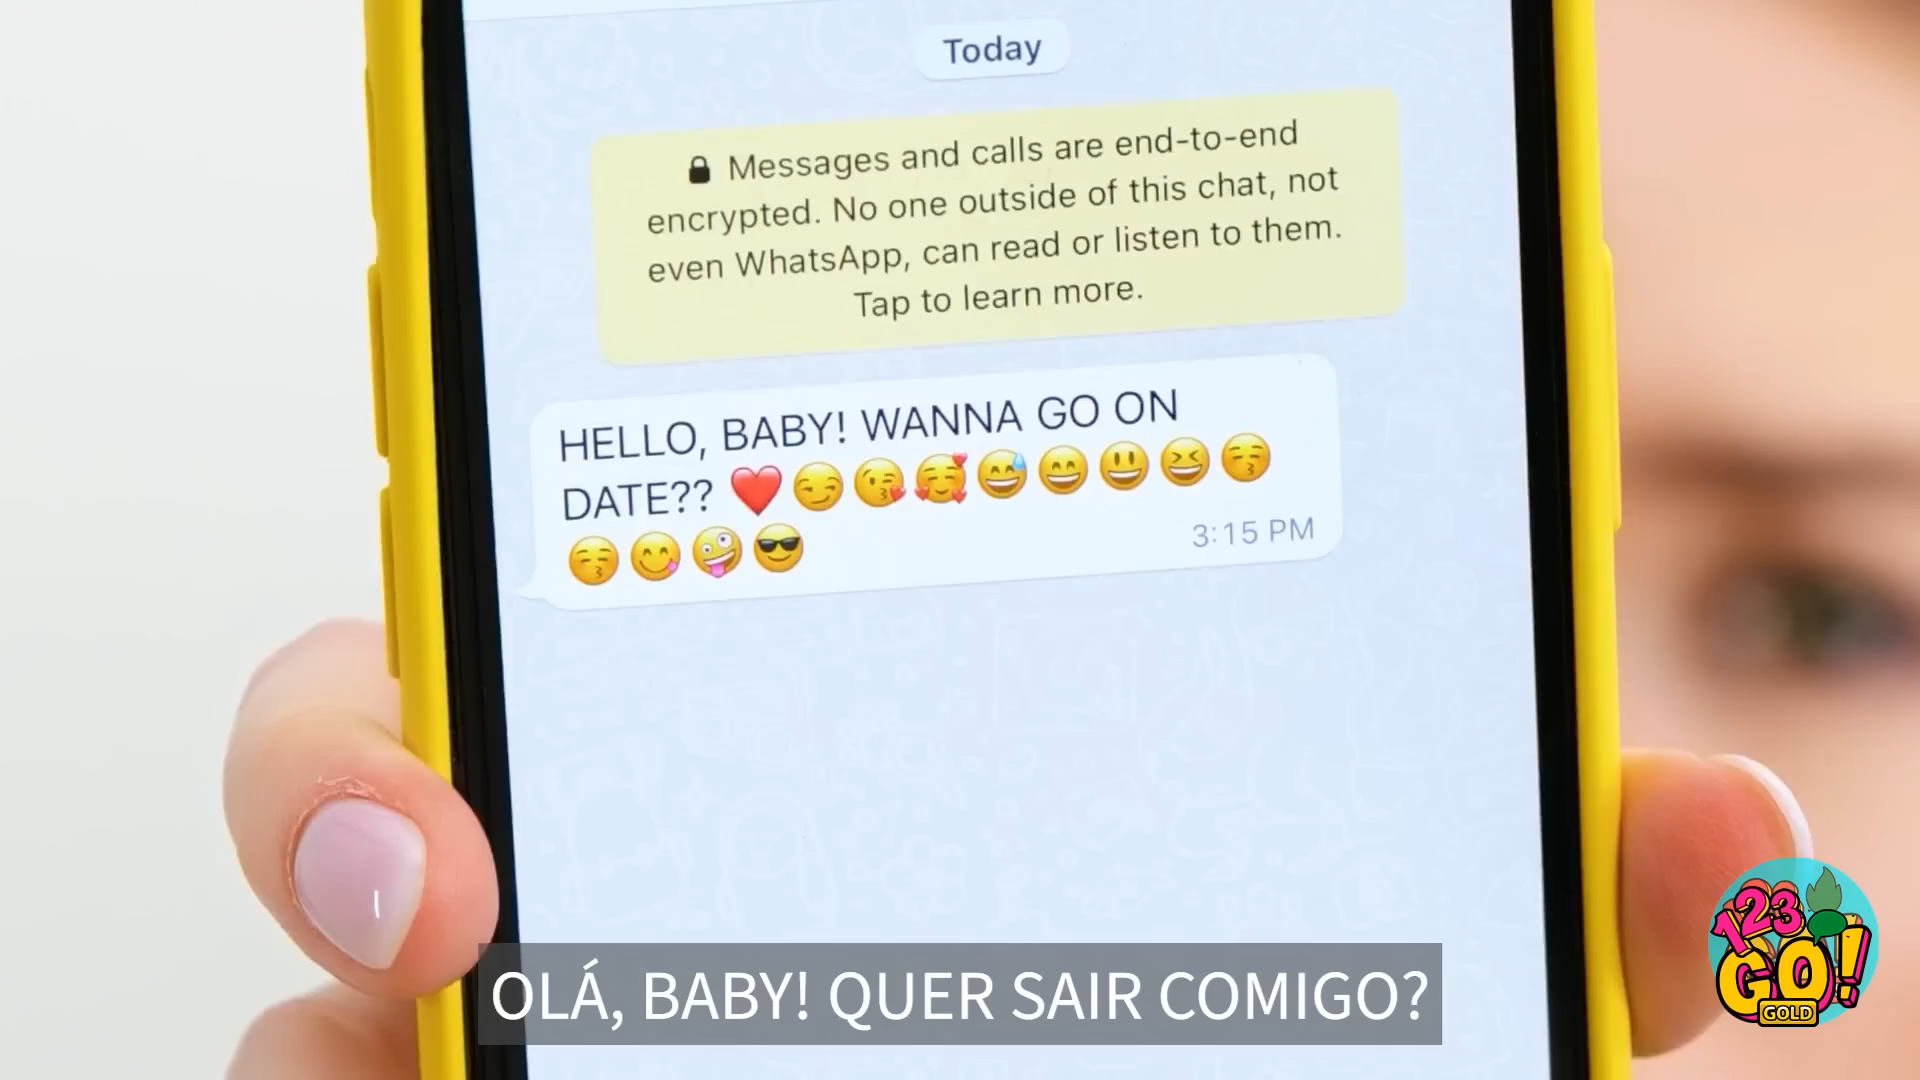 Today
🔒 Messages and calls are end-to-end
encrypted. No one outside of this chat, not
even WhatsApp, can read or listen to them.
Tap to learn more.
HELLO, BABY! WANNA GO ON
DATE?? ❤️😏😘🥰😅😄😃😆😚
😚😋🤪😎
3:15 PM
OLÁ, BABY! QUER SAIR COMIGO?
123
GO!
GOLD